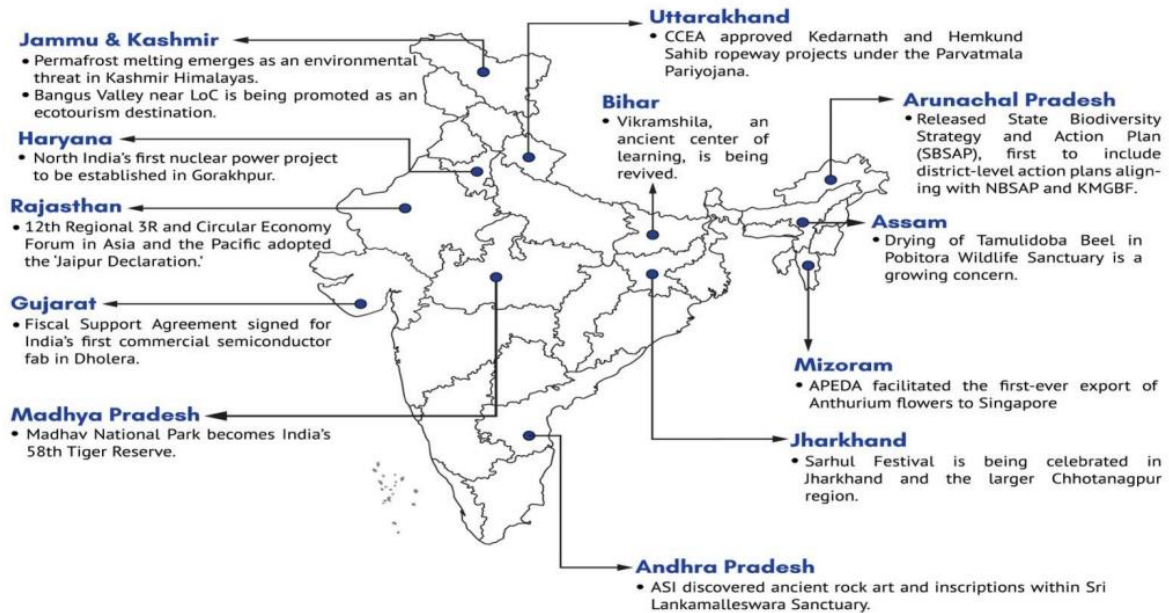 Jammu & Kashmir
• Permafrost melting emerges as an environmental
threat in Kashmir Himalayas.
• Bangus Valley near LoC is being promoted as an
ecotourism destination.
Haryana
• North India's first nuclear power project
to be established in Gorakhpur.
Rajasthan
• 12th Regional 3R and Circular Economy
Forum in Asia and the Pacific adopted
the 'Jaipur Declaration.'
Gujarat
• Fiscal Support Agreement signed for
India's first commercial semiconductor
fab in Dholera.
Madhya Pradesh
• Madhav National Park becomes India's
58th Tiger Reserve.
Uttarakhand
• CCEA approved Kedarnath and Hemkund
Sahib ropeway projects under the Parvatmala
Pariyojana.
Bihar
• Vikramshila, an
ancient center of
learning, is being
revived.
Arunachal Pradesh
• Released State Biodiversity
Strategy and Action Plan
(SBSAP), first to include
district-level action plans align-
ing with NBSAP and KMGBF.
Assam
• Drying of Tamulidoba Beel in
Pobitora Wildlife Sanctuary is a
growing concern.
Mizoram
• APEDA facilitated the first-ever export of
Anthurium flowers to Singapore
Jharkhand
• Sarhul Festival is being celebrated in
Jharkhand and the larger Chhotanagpur
region.
Andhra Pradesh
• ASI discovered ancient rock art and inscriptions within Sri
Lankamalleswara Sanctuary.